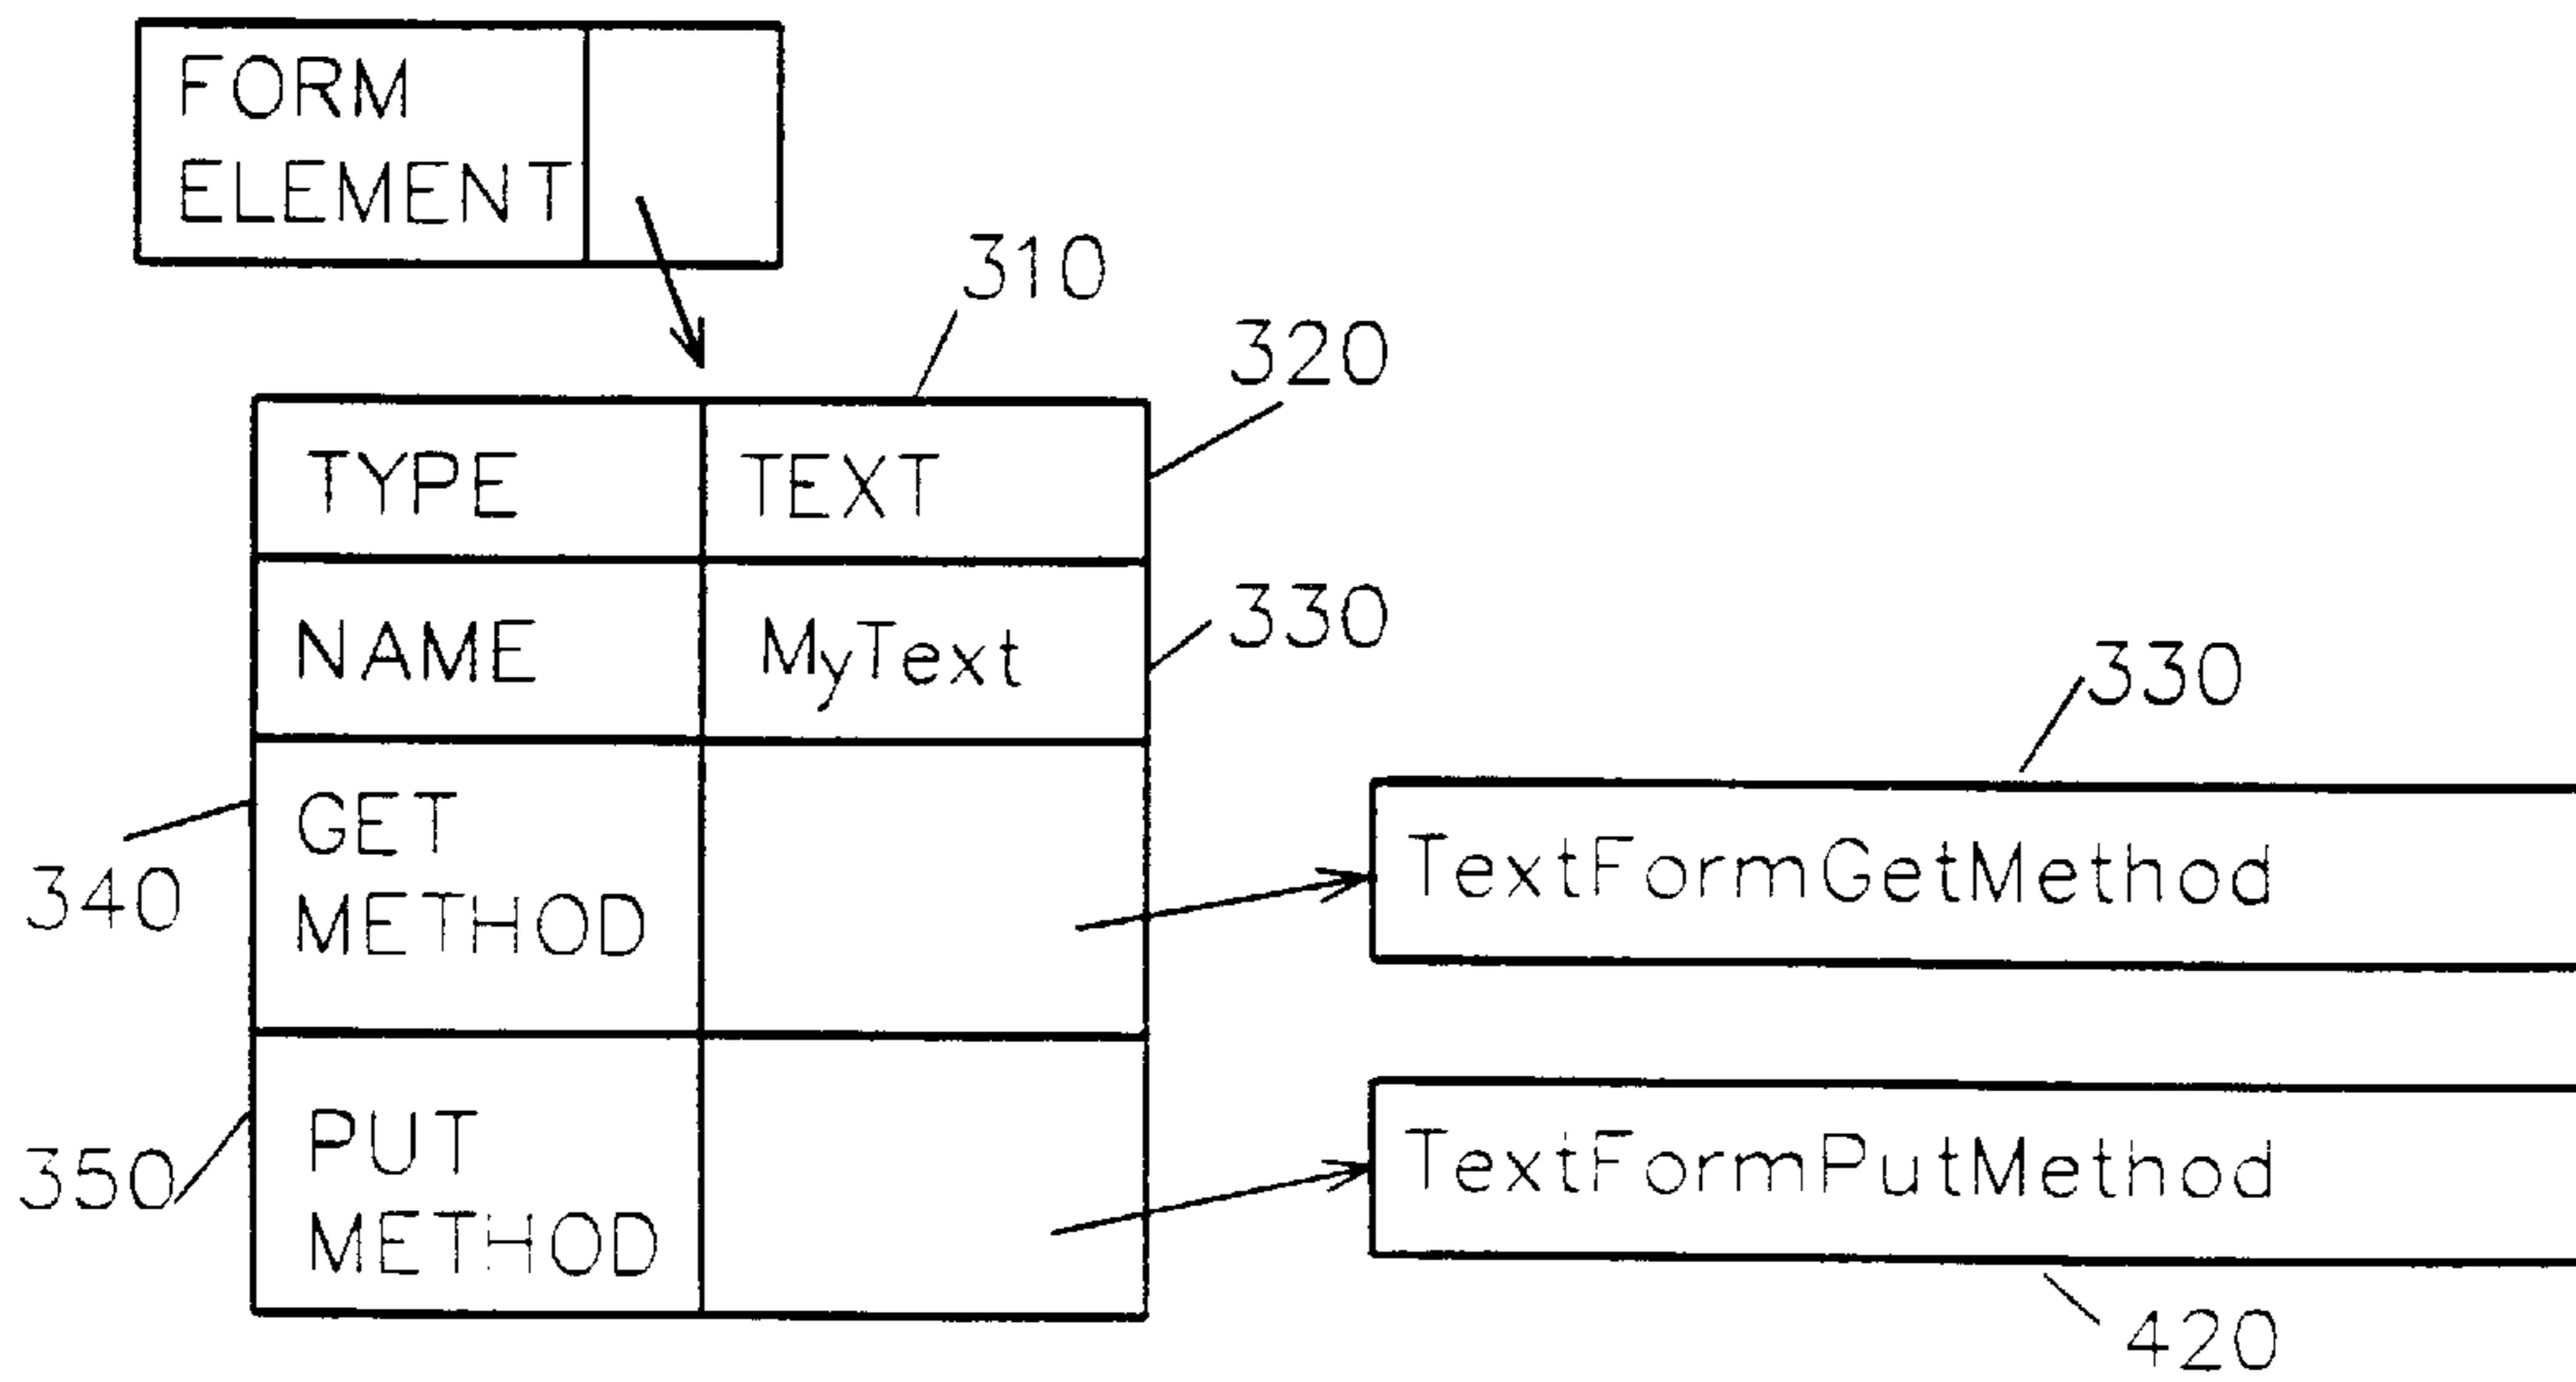 FORM
ELEMENT
310
320
TYPE TEXT
NAME MyText
330
330
GET
METHOD
340
TextFormGetMethod
PUT
METHOD
350
TextFormPutMethod
420